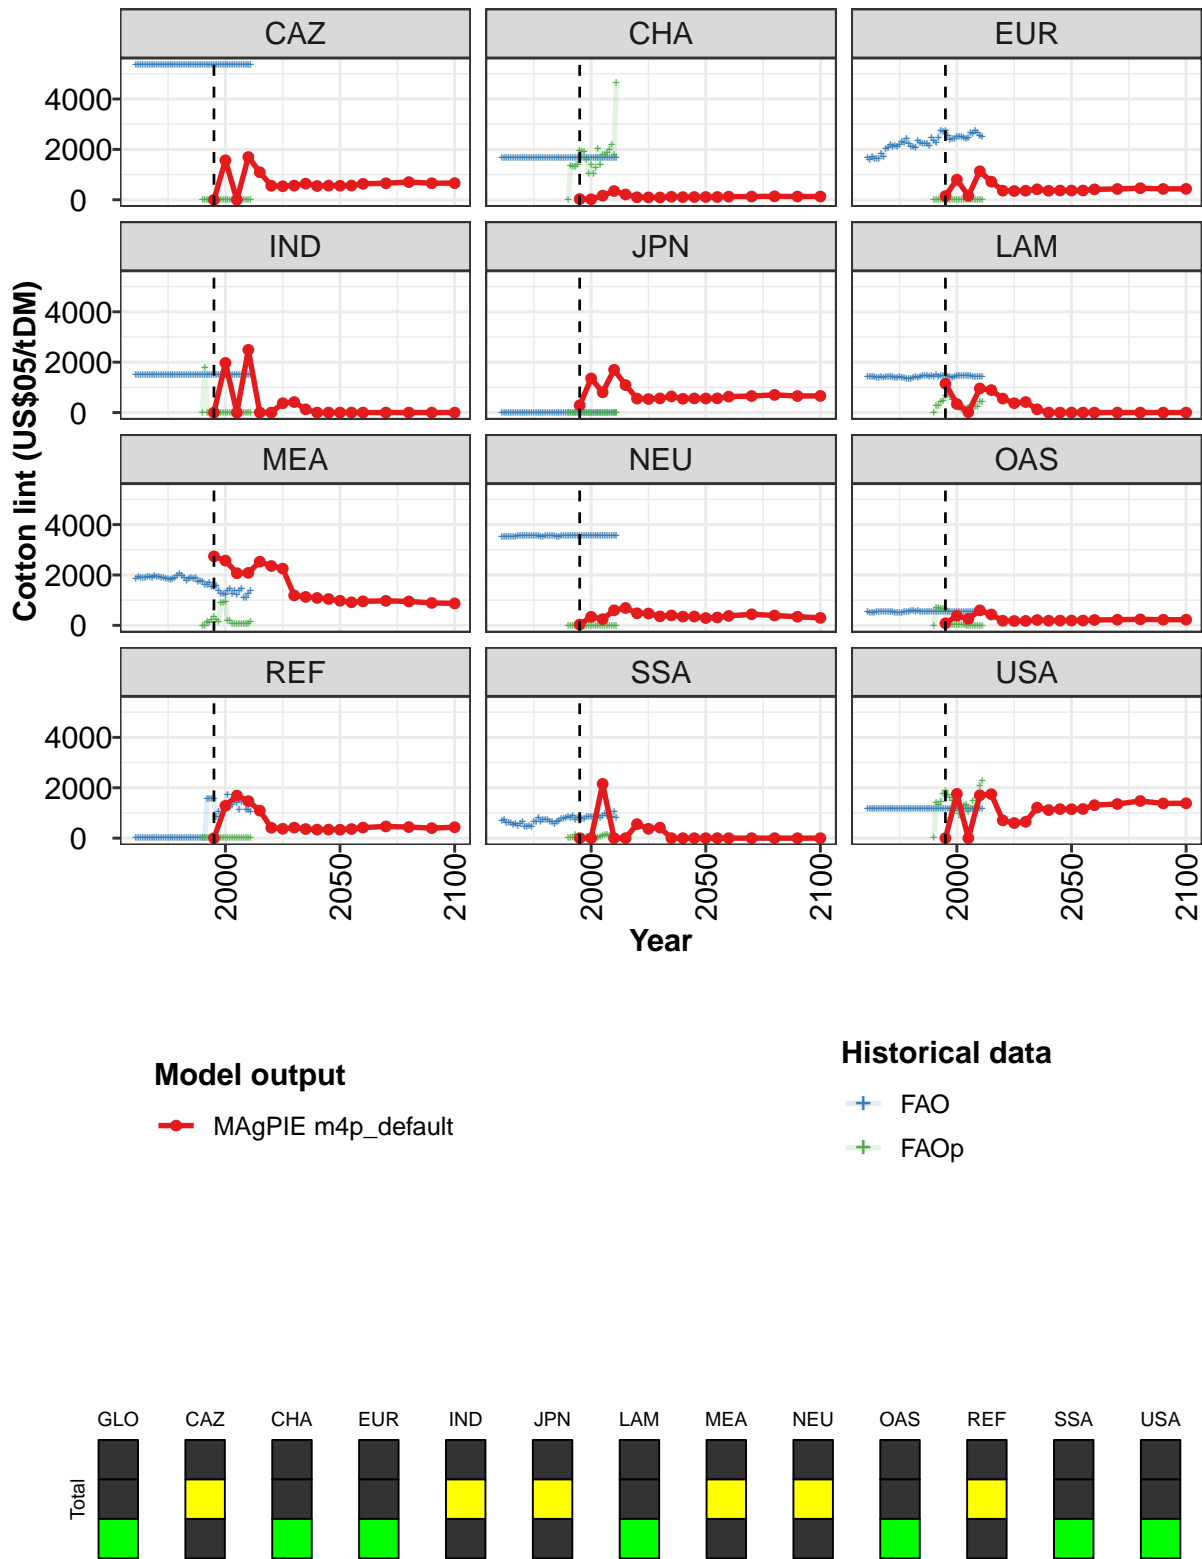 CAZ CHA EUR
4000
2000
0
IND JPN LAM
4000
2000
0
MEA NEU OAS
4000
2000
0
REF SSA USA
4000
2000
0
Cotton lint (US$05/tDM)
2000 2050 2100 2000 2050 2100 2000 2050 2100
Year
Model output
MAgPIE m4p_default
Historical data
FAO
FAOp
GLO CAZ CHA EUR IND JPN LAM MEA NEU OAS REF SSA USA
Total